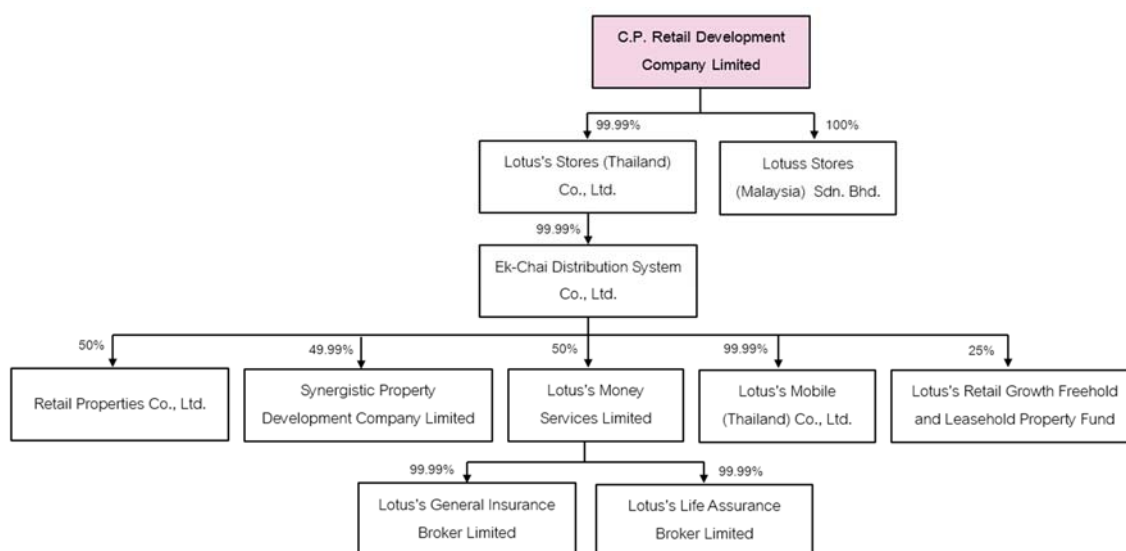 C.P. Retail Development
Company Limited
99.99%
100%
Lotus's Stores (Thailand)
Co., Ltd.
Lotuss Stores
(Malaysia) Sdn. Bhd.
99.99%
Ek-Chai Distribution System
Co., Ltd.
50%
49.99%
50%
99.99%
25%
Retail Properties Co., Ltd.
Synergistic Property
Development Company Limited
Lotus's Money
Services Limited
Lotus's Mobile
(Thailand) Co., Ltd.
Lotus's Retail Growth Freehold
and Leasehold Property Fund
99.99%
99.99%
Lotus's General Insurance
Broker Limited
Lotus's Life Assurance
Broker Limited